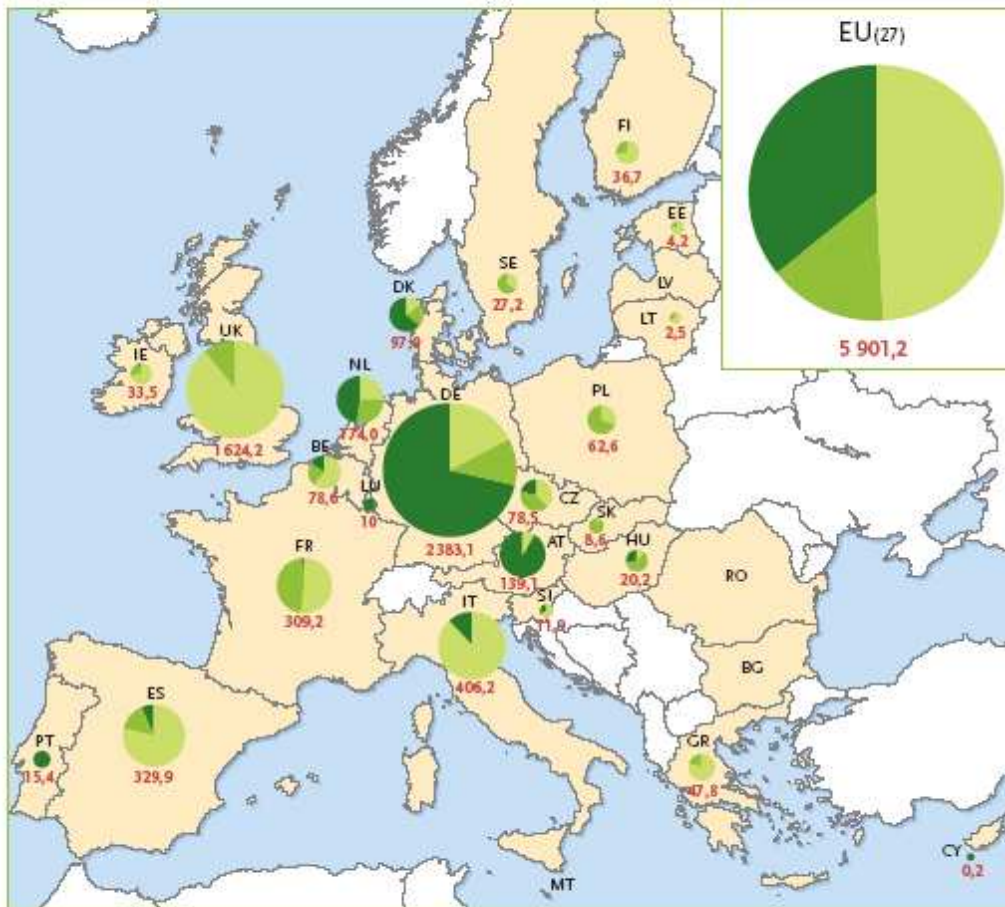 EU(27)
5 901,2
FI
36,7
EE
4,2
SE
27,2
LV
DK
LT
2,5
UK
IE
33,5
NL
DE
PL
62,6
1 624,2
174,0
BE
78,6
LU
10
CZ
78,5
SK
8,6
2 383,1
AT
139,1
HU
20,2
FR
309,2
IT
SI
RO
406,2
BG
ES
329,9
PT
15,4
GR
47,8
CY
0,2
MT